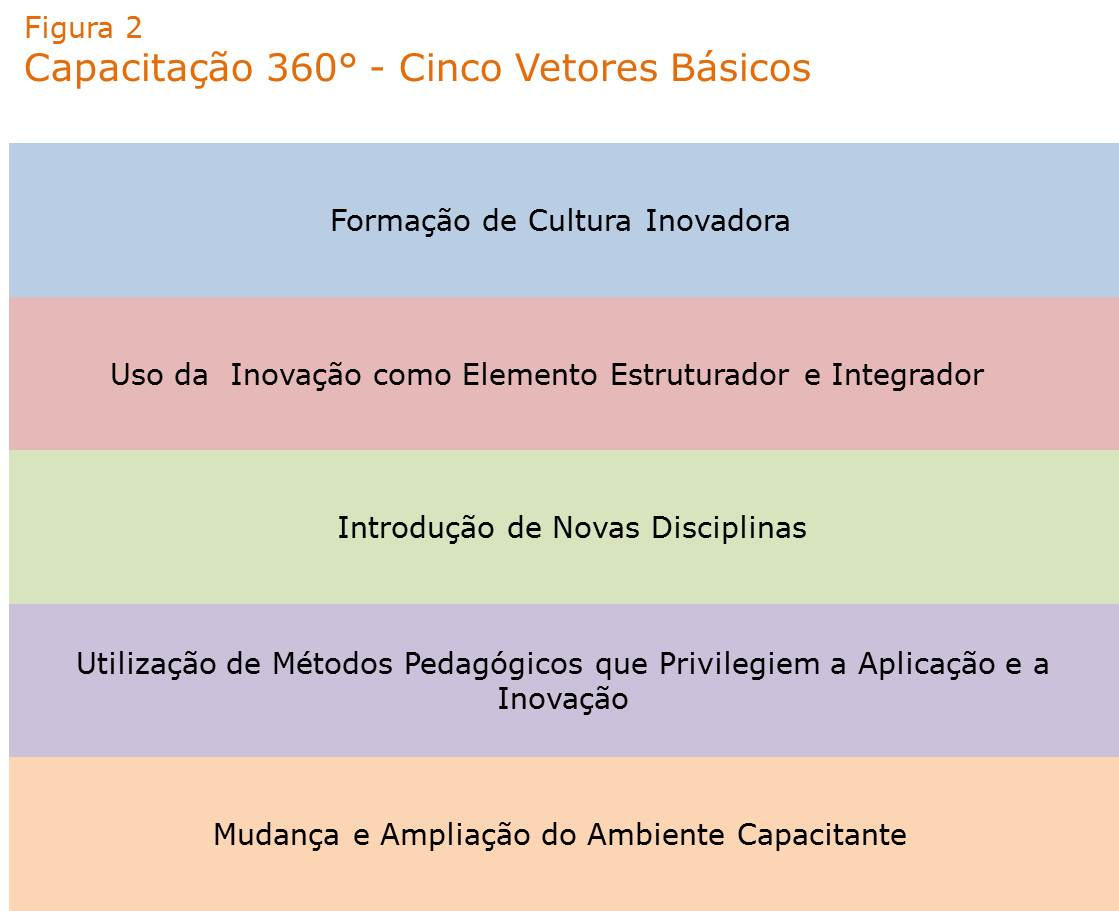 Figura 2
Capacitação 360° - Cinco Vetores Básicos
Formação de Cultura Inovadora
Uso da  Inovação como Elemento Estruturador e Integrador
Introdução de Novas Disciplinas
Utilização de Métodos Pedagógicos que Privilegiem a Aplicação e a
Inovação
Mudança e Ampliação do Ambiente Capacitante